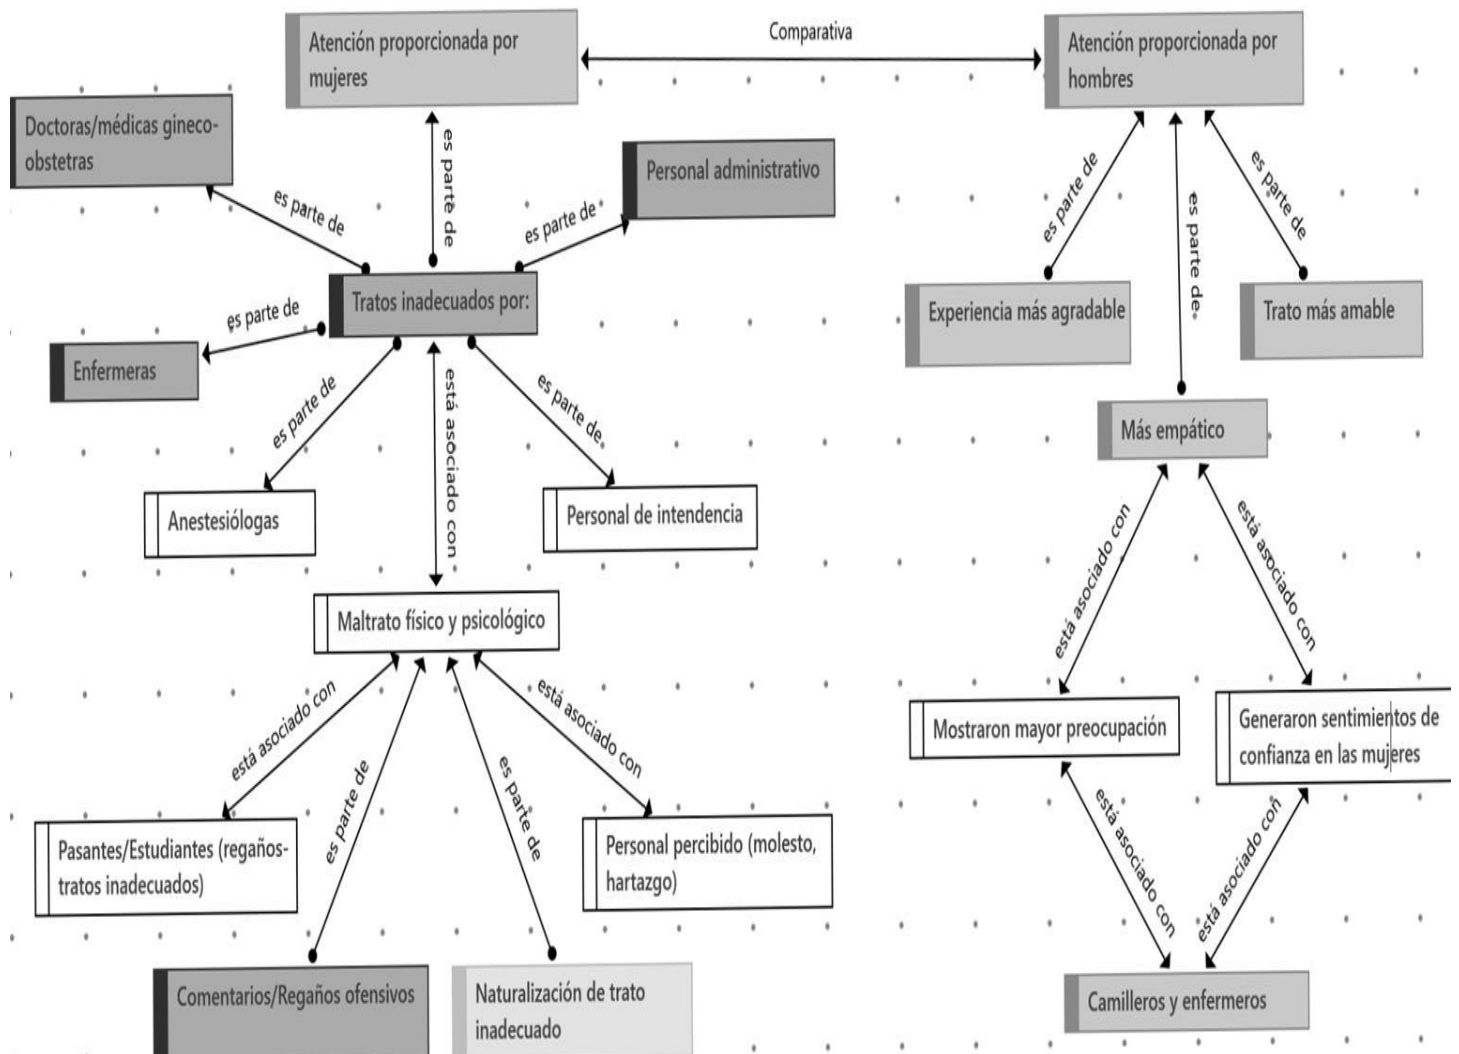 Atención proporcionada por
mujeres
Comparativa
Atención proporcionada por
hombres
Doctoras/médicas gineco-
obstetras
Personal administrativo
es parte de
es parte de
es parte de
es parte de
es parte de
es parte de
Tratos inadecuados por:
Experiencia más agradable
Trato más amable
es parte de
es parte de
Enfermeras
es parte de
está asociado con
es parte de
Más empático
Anestesiólogas
Personal de intendencia
está asociado con
está asociado con
Maltrato físico y psicológico
está asociado con
es parte de
es parte de
está asociado con
Mostraron mayor preocupación
Generaron sentimientos de
confianza en las mujeres
Pasantes/Estudiantes (regaños-
tratos inadecuados)
Personal percibido (molesto,
hartazgo)
está asociado con
está asociado con
Comentarios/Regaños ofensivos
Naturalización de trato
inadecuado
Camilleros y enfermeros